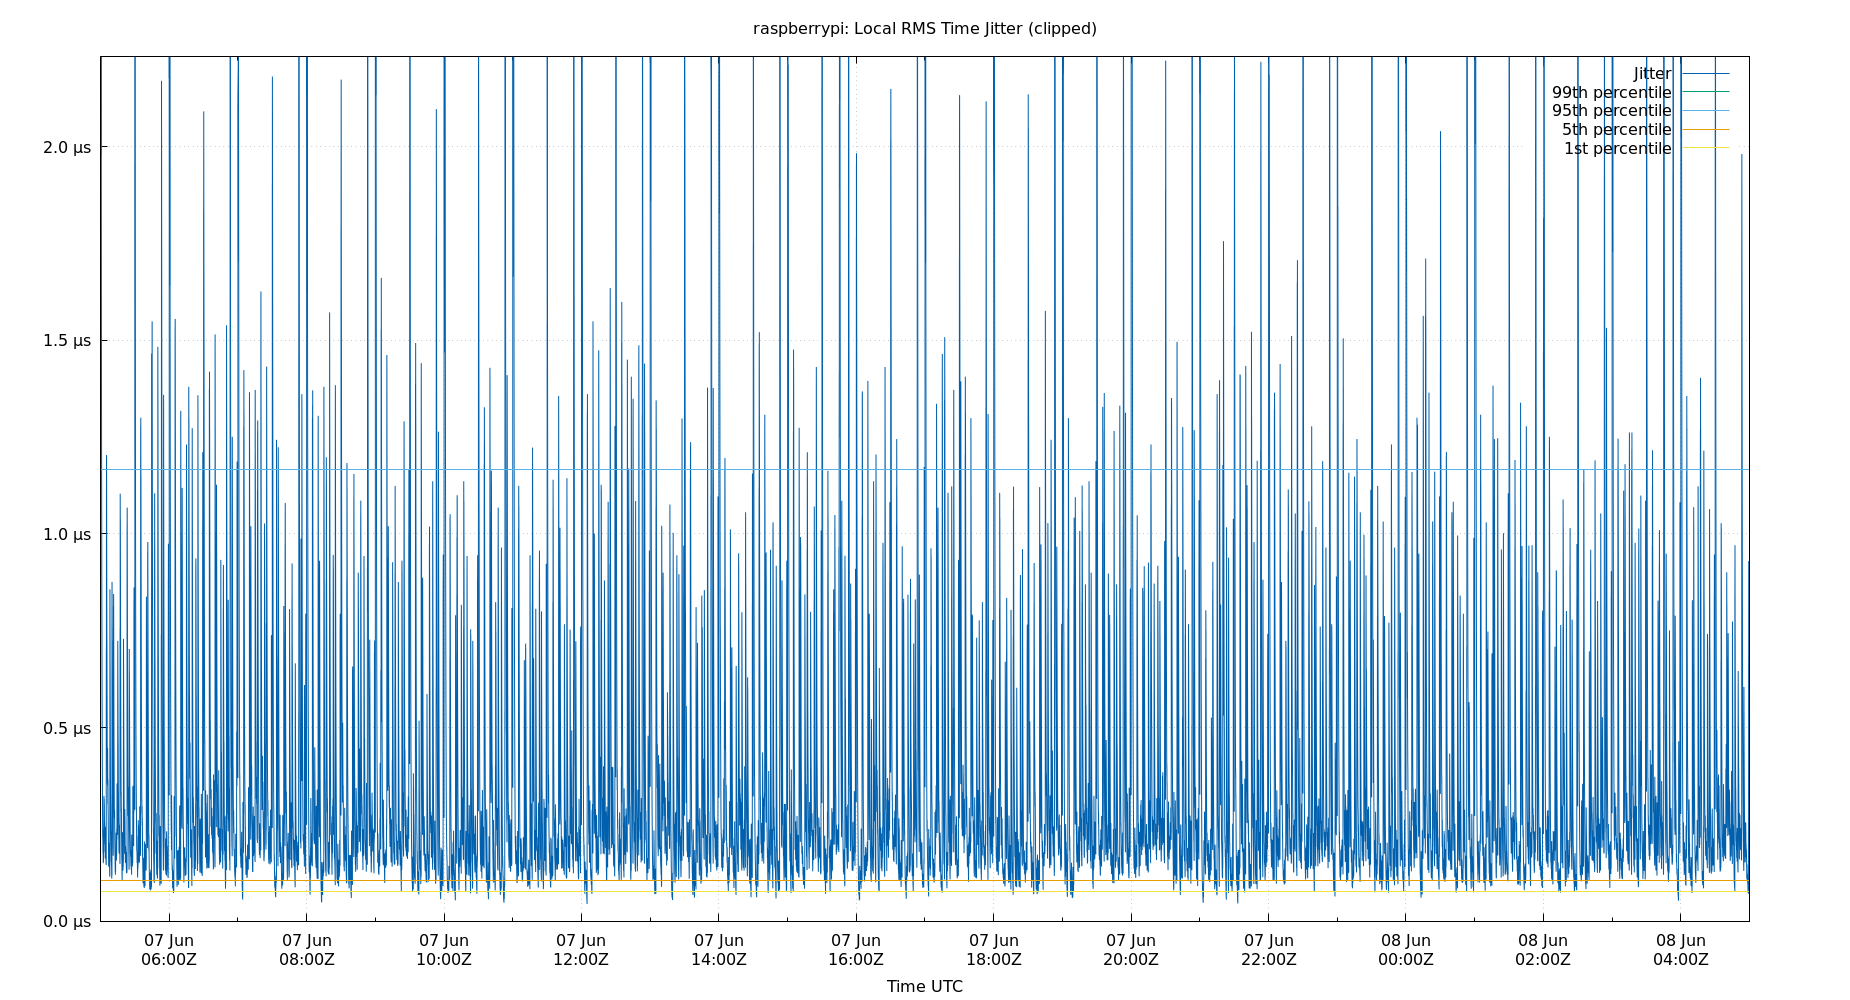 raspberrypi: Local RMS Time Jitter (clipped)
Jitter
99th percentile
95th percentile
5th percentile
1st percentile
2.0 μs
1.5 μs
1.0 μs
0.5 μs
0.0 μs
07 Jun 07 Jun 07 Jun 07 Jun 07 Jun 07 Jun 07 Jun 07 Jun 07 Jun 08 Jun 08 Jun 08 Jun
06:00Z 08:00Z 10:00Z 12:00Z 14:00Z 16:00Z 18:00Z 20:00Z 22:00Z 00:00Z 02:00Z 04:00Z
Time UTC